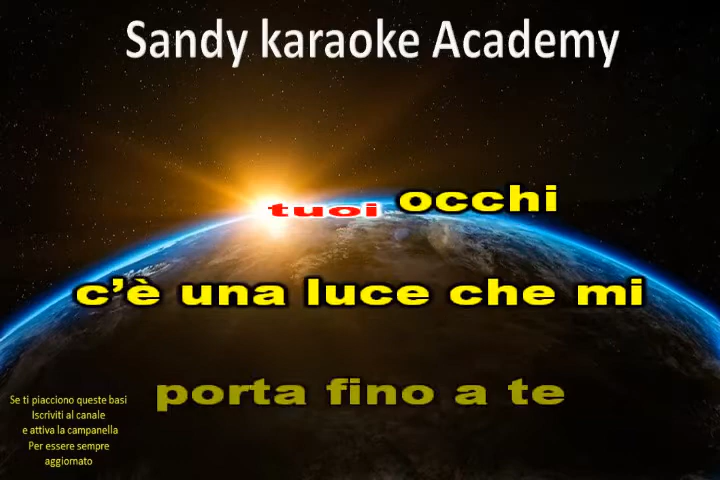 Sandy karaoke Academy
tuoi occhi
c'è una luce che mi
porta fino a te
Se ti piacciono queste basi
Iscriviti al canale
e attiva la campanella
Per essere sempre
aggiornato